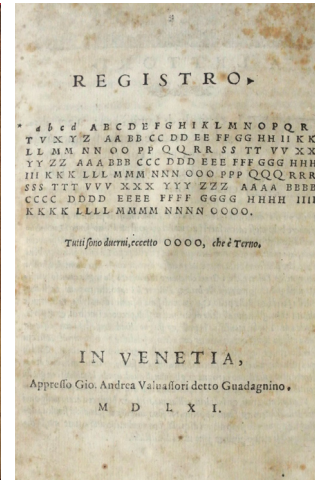 REGISTRO▸
* a b c d A B C D E F G H I K L M N O P Q R
T V X Y Z AA BB CC DD EE FF GG HH II KK
LL MM NN OO PP QQ RR SS TT VV XX
YY ZZ AAA BBB CCC DDD EEE FFF GGG HHH
III KKK LLL MMM NNN OOO PPP QQQ RRR
SSS TTT VVV XXX YYY ZZZ AAAA BBBB
CCCC DDDD EEEE FFFF GGGG HHHH IIII
KKKK LLLL MMMM NNNN OOOO.
Tutti ſono duerni, eccetto OOOO, che è Terno.
IN VENETIA,
Appreſſo Gio. Andrea Valuaſſori detto Guadagnino.
M D L X I.